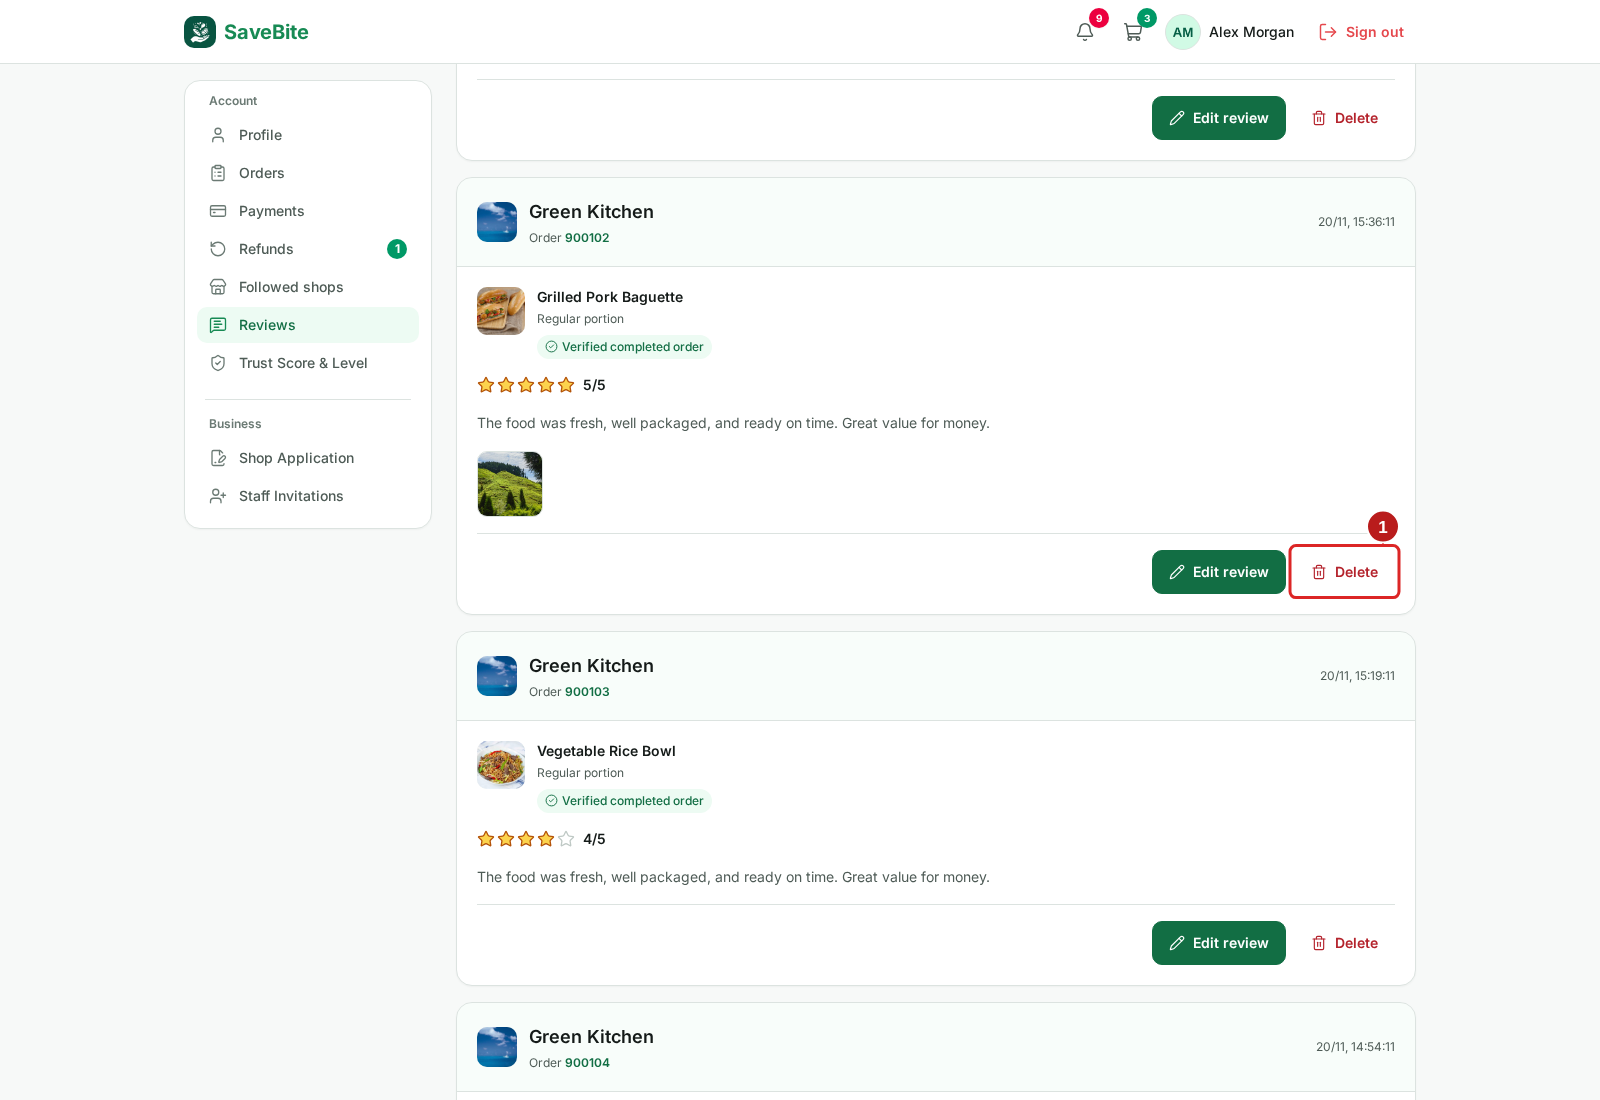 SaveBite
9
3
AM
Alex Morgan
Sign out
Account
Profile
Orders
Payments
Refunds
1
Followed shops
Reviews
Trust Score & Level
Business
Shop Application
Staff Invitations
Edit review
Delete
Green Kitchen
Order 900102
20/11, 15:36:11
Grilled Pork Baguette
Regular portion
Verified completed order
5/5
The food was fresh, well packaged, and ready on time. Great value for money.
1
Edit review
Delete
Green Kitchen
Order 900103
20/11, 15:19:11
Vegetable Rice Bowl
Regular portion
Verified completed order
4/5
The food was fresh, well packaged, and ready on time. Great value for money.
Edit review
Delete
Green Kitchen
Order 900104
20/11, 14:54:11